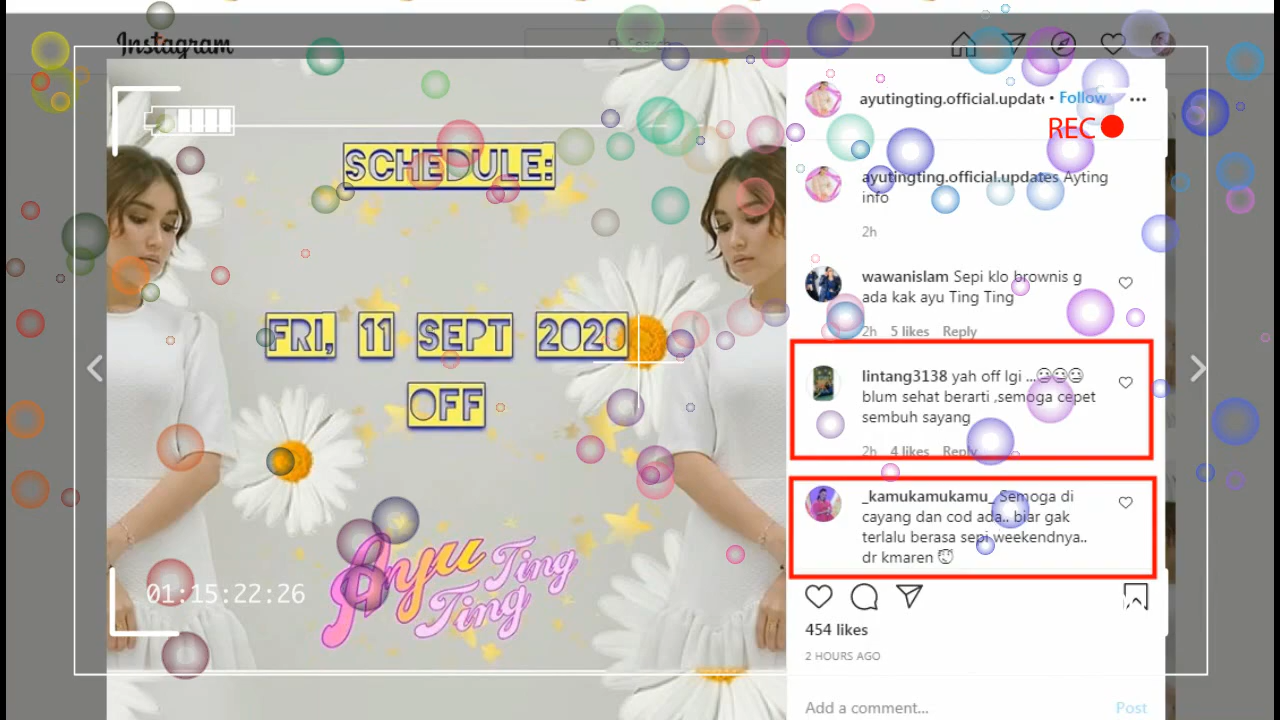 Instagram
Search
SCHEDULE:
FRI, 11 SEPT 2020
OFF
Ayu Ting
Ting
01:15:22:26
ayutingting.official.update • Follow
REC
ayutingting.official.updates Ayting
info
2h
wawanislam Sepi klo brownis g
ada kak ayu Ting Ting
2h 5 likes Reply
lintang3138 yah off lgi ...😔😔😔
blum sehat berarti ,semoga cepet
sembuh sayang
2h 4 likes Reply
_kamukamukamu_ Semoga di
cayang dan cod ada.. biar gak
terlalu berasa sepi weekendnya..
dr kmaren
454 likes
2 HOURS AGO
Add a comment...
Post